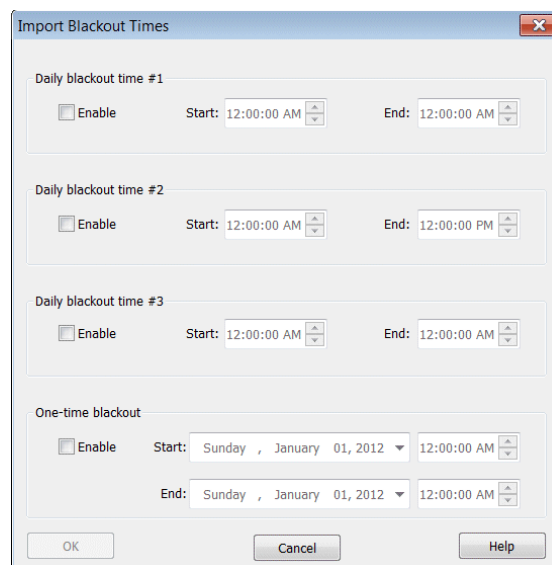 Import Blackout Times
Daily blackout time #1
Enable Start: 12:00:00 AM End: 12:00:00 AM
Daily blackout time #2
Enable Start: 12:00:00 AM End: 12:00:00 PM
Daily blackout time #3
Enable Start: 12:00:00 AM End: 12:00:00 AM
One-time blackout
Enable Start: Sunday , January 01, 2012 12:00:00 AM
End: Sunday , January 01, 2012 12:00:00 AM
OK Cancel Help